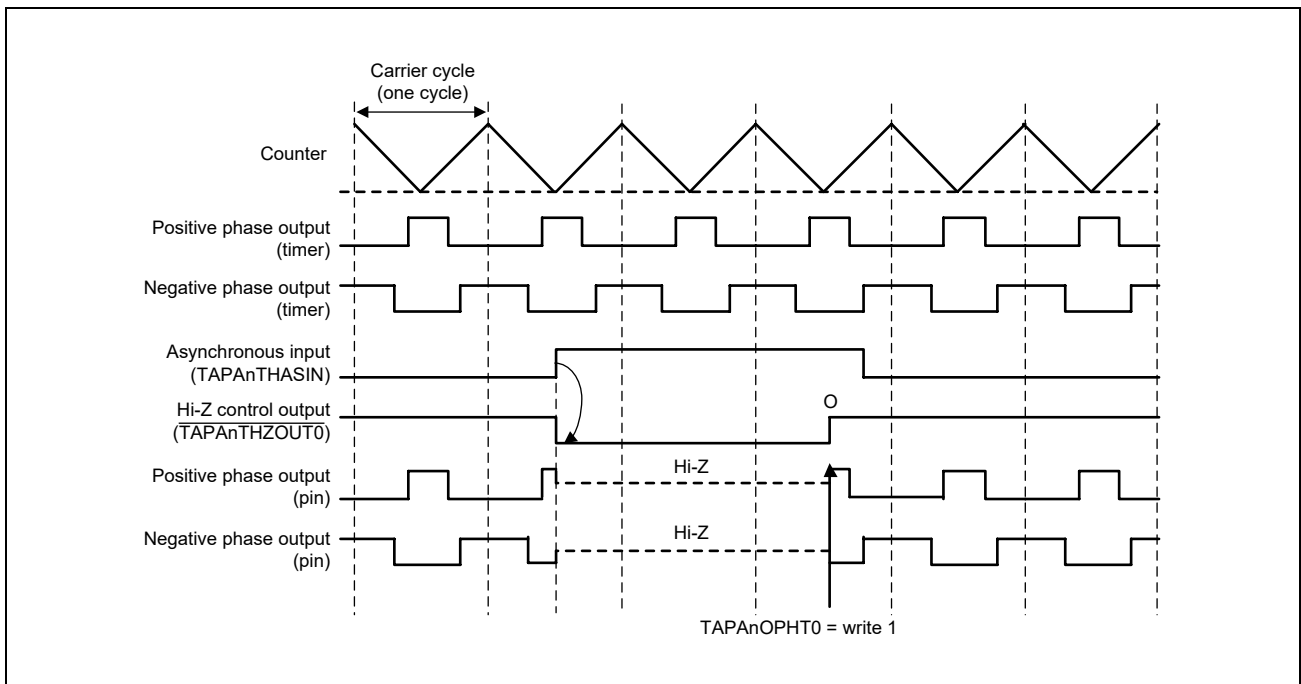 Carrier cycle
(one cycle)
Counter
Positive phase output
(timer)
Negative phase output
(timer)
Asynchronous input
(TAPAnTHASIN)
Hi-Z control output
(TAPAnTHZOUT0)
O
Positive phase output
(pin)
Hi-Z
Negative phase output
(pin)
Hi-Z
TAPAnOPHT0 = write 1